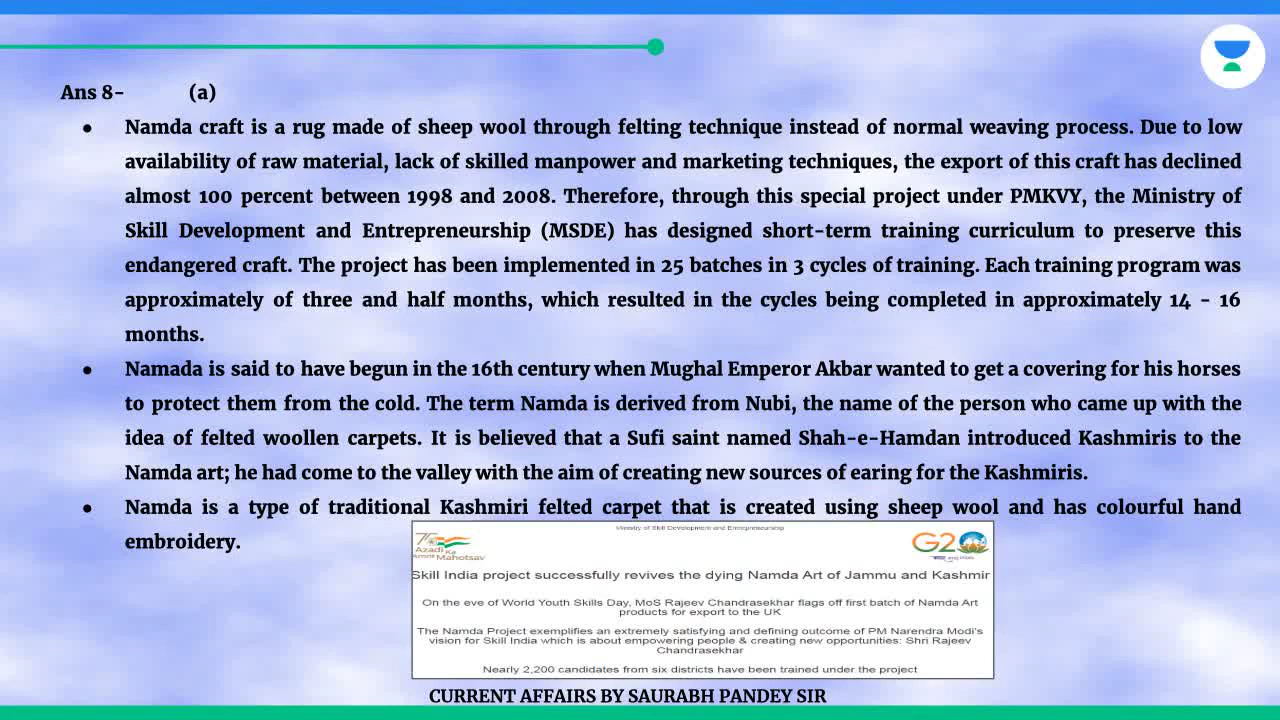 Ans 8- (a)
● Namda craft is a rug made of sheep wool through felting technique instead of normal weaving process. Due to low
availability of raw material, lack of skilled manpower and marketing techniques, the export of this craft has declined
almost 100 percent between 1998 and 2008. Therefore, through this special project under PMKVY, the Ministry of
Skill Development and Entrepreneurship (MSDE) has designed short-term training curriculum to preserve this
endangered craft. The project has been implemented in 25 batches in 3 cycles of training. Each training program was
approximately of three and half months, which resulted in the cycles being completed in approximately 14 - 16
months.
● Namada is said to have begun in the 16th century when Mughal Emperor Akbar wanted to get a covering for his horses
to protect them from the cold. The term Namda is derived from Nubi, the name of the person who came up with the
idea of felted woollen carpets. It is believed that a Sufi saint named Shah-e-Hamdan introduced Kashmiris to the
Namda art; he had come to the valley with the aim of creating new sources of earing for the Kashmiris.
● Namda is a type of traditional Kashmiri felted carpet that is created using sheep wool and has colourful hand
embroidery.
Ministry of Skill Development and Entrepreneurship
Azadi Ka
Amrit Mahotsav
G20
Skill India project successfully revives the dying Namda Art of Jammu and Kashmir
On the eve of World Youth Skills Day, MoS Rajeev Chandrasekhar flags off first batch of Namda Art
products for export to the UK
The Namda Project exemplifies an extremely satisfying and defining outcome of PM Narendra Modi's
vision for Skill India which is about empowering people & creating new opportunities: Shri Rajeev
Chandrasekhar
Nearly 2,200 candidates from six districts have been trained under the project
CURRENT AFFAIRS BY SAURABH PANDEY SIR